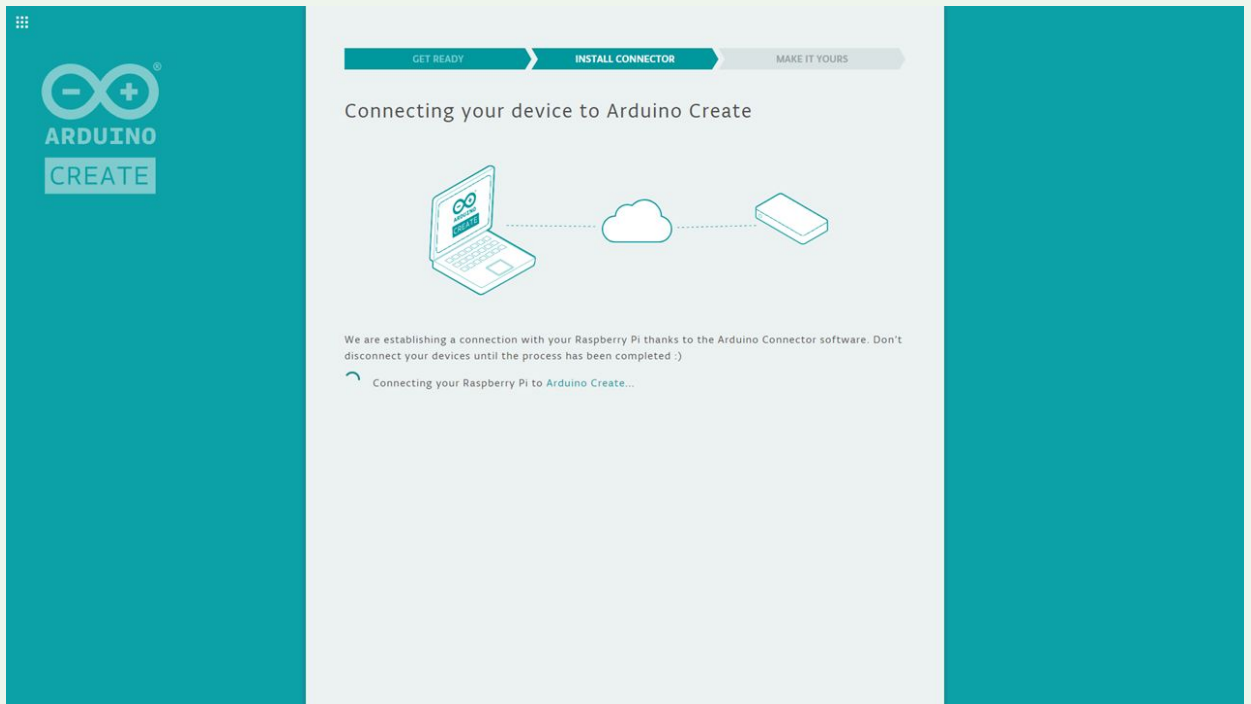 ®
ARDUINO
CREATE
GET READY
INSTALL CONNECTOR
MAKE IT YOURS
Connecting your device to Arduino Create
ARDUINO
CREATE
We are establishing a connection with your Raspberry Pi thanks to the Arduino Connector software. Don't
disconnect your devices until the process has been completed :)
Connecting your Raspberry Pi to Arduino Create...